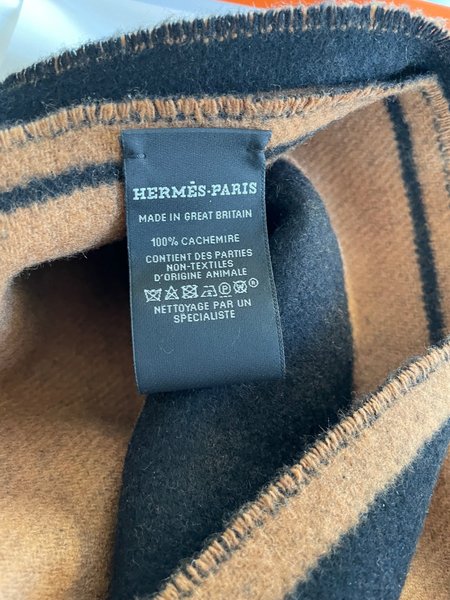 HERMÈS-PARIS
MADE IN GREAT BRITAIN
100% CACHEMIRE
CONTIENT DES PARTIES
NON-TEXTILES
D'ORIGINE ANIMALE
P
NETTOYAGE PAR UN
SPECIALISTE